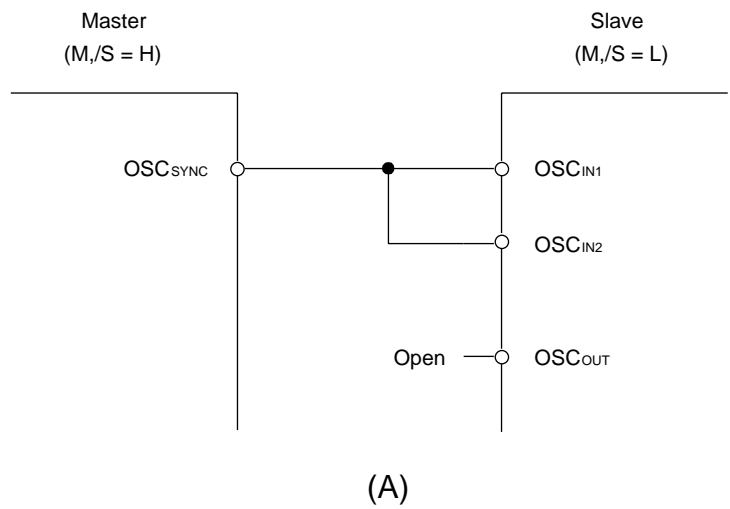 Master
(M,/S = H)
Slave
(M,/S = L)
OSCSYNC
OSCIN1
OSCIN2
Open
OSCOUT
(A)